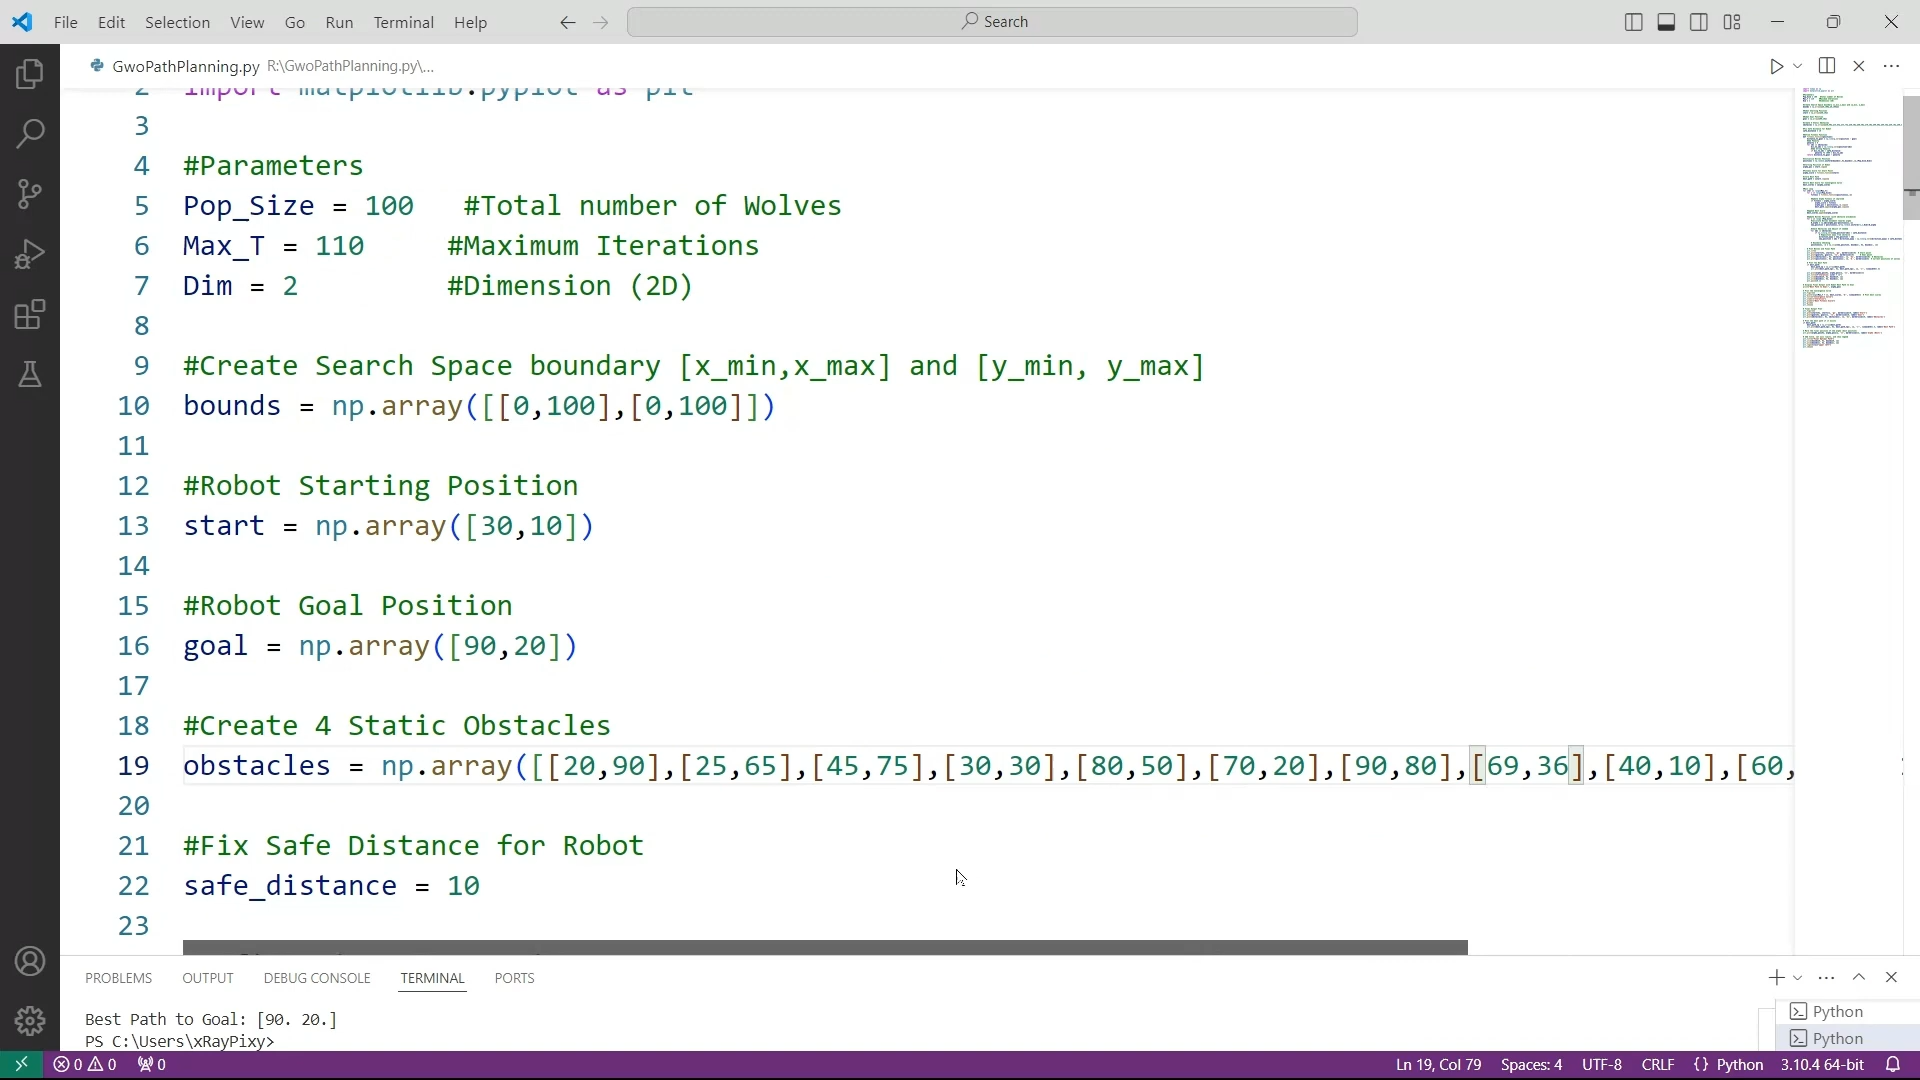 File Edit Selection View Go Run Terminal Help Search
GwoPathPlanning.py R:\GwoPathPlanning.py\...
2 import matplotlib.pyplot as plt
3
4 #Parameters
5 Pop_Size = 100 #Total number of Wolves
6 Max_T = 110 #Maximum Iterations
7 Dim = 2 #Dimension (2D)
8
9 #Create Search Space boundary [x_min,x_max] and [y_min, y_max]
10 bounds = np.array([[0,100],[0,100]])
11
12 #Robot Starting Position
13 start = np.array([30,10])
14
15 #Robot Goal Position
16 goal = np.array([90,20])
17
18 #Create 4 Static Obstacles
19 obstacles = np.array([[20,90],[25,65],[45,75],[30,30],[80,50],[70,20],[90,80],[69,36],[40,10],[60,
20
21 #Fix Safe Distance for Robot
22 safe_distance = 10
23
PROBLEMS OUTPUT DEBUG CONSOLE TERMINAL PORTS
Best Path to Goal: [90. 20.]
PS C:\Users\xRayPixy>
Python
Python
0 0 0 Ln 19, Col 79 Spaces: 4 UTF-8 CRLF {} Python 3.10.4 64-bit